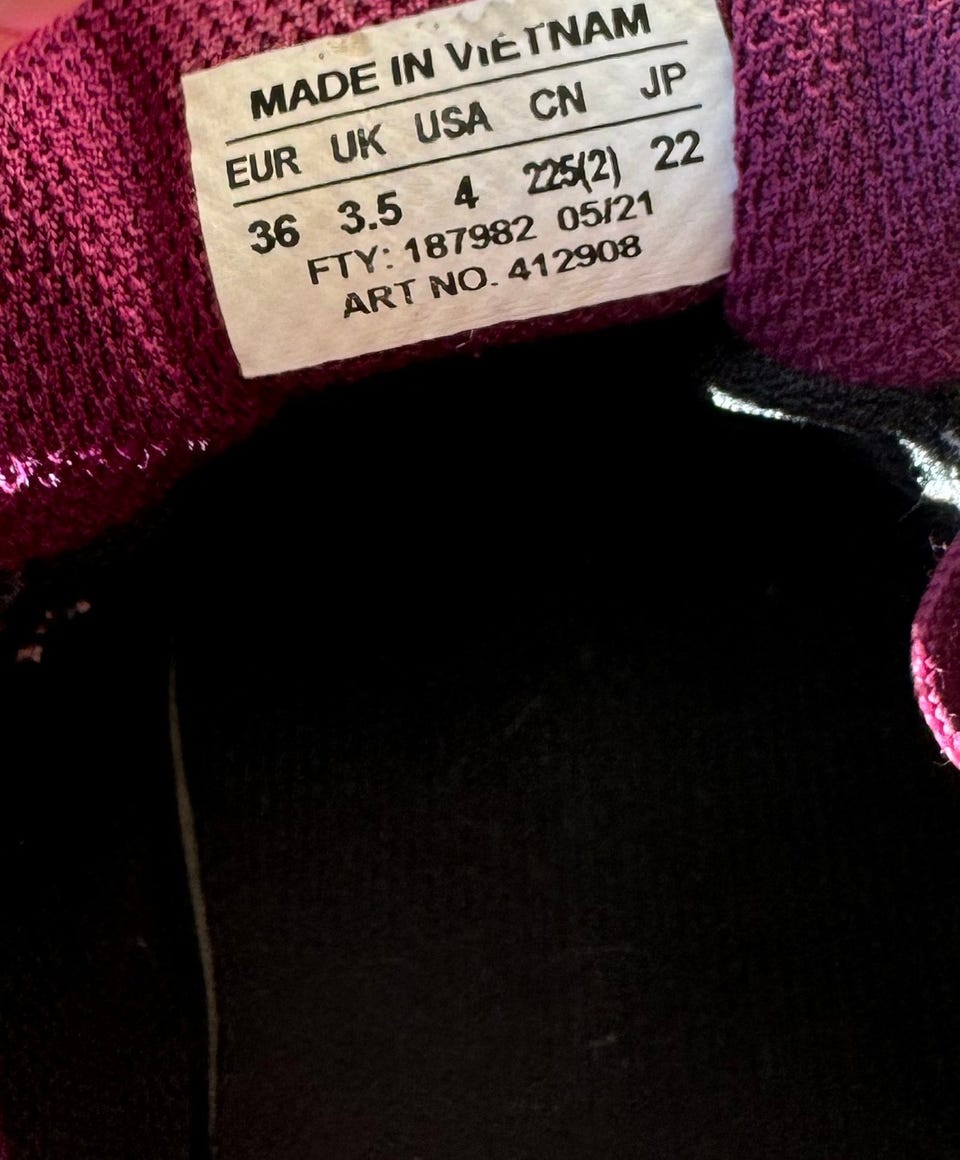 MADE IN VIETNAM
EUR UK USA CN JP
36 3.5 4 225(2) 22
FTY: 187982 05/21
ART NO. 412908